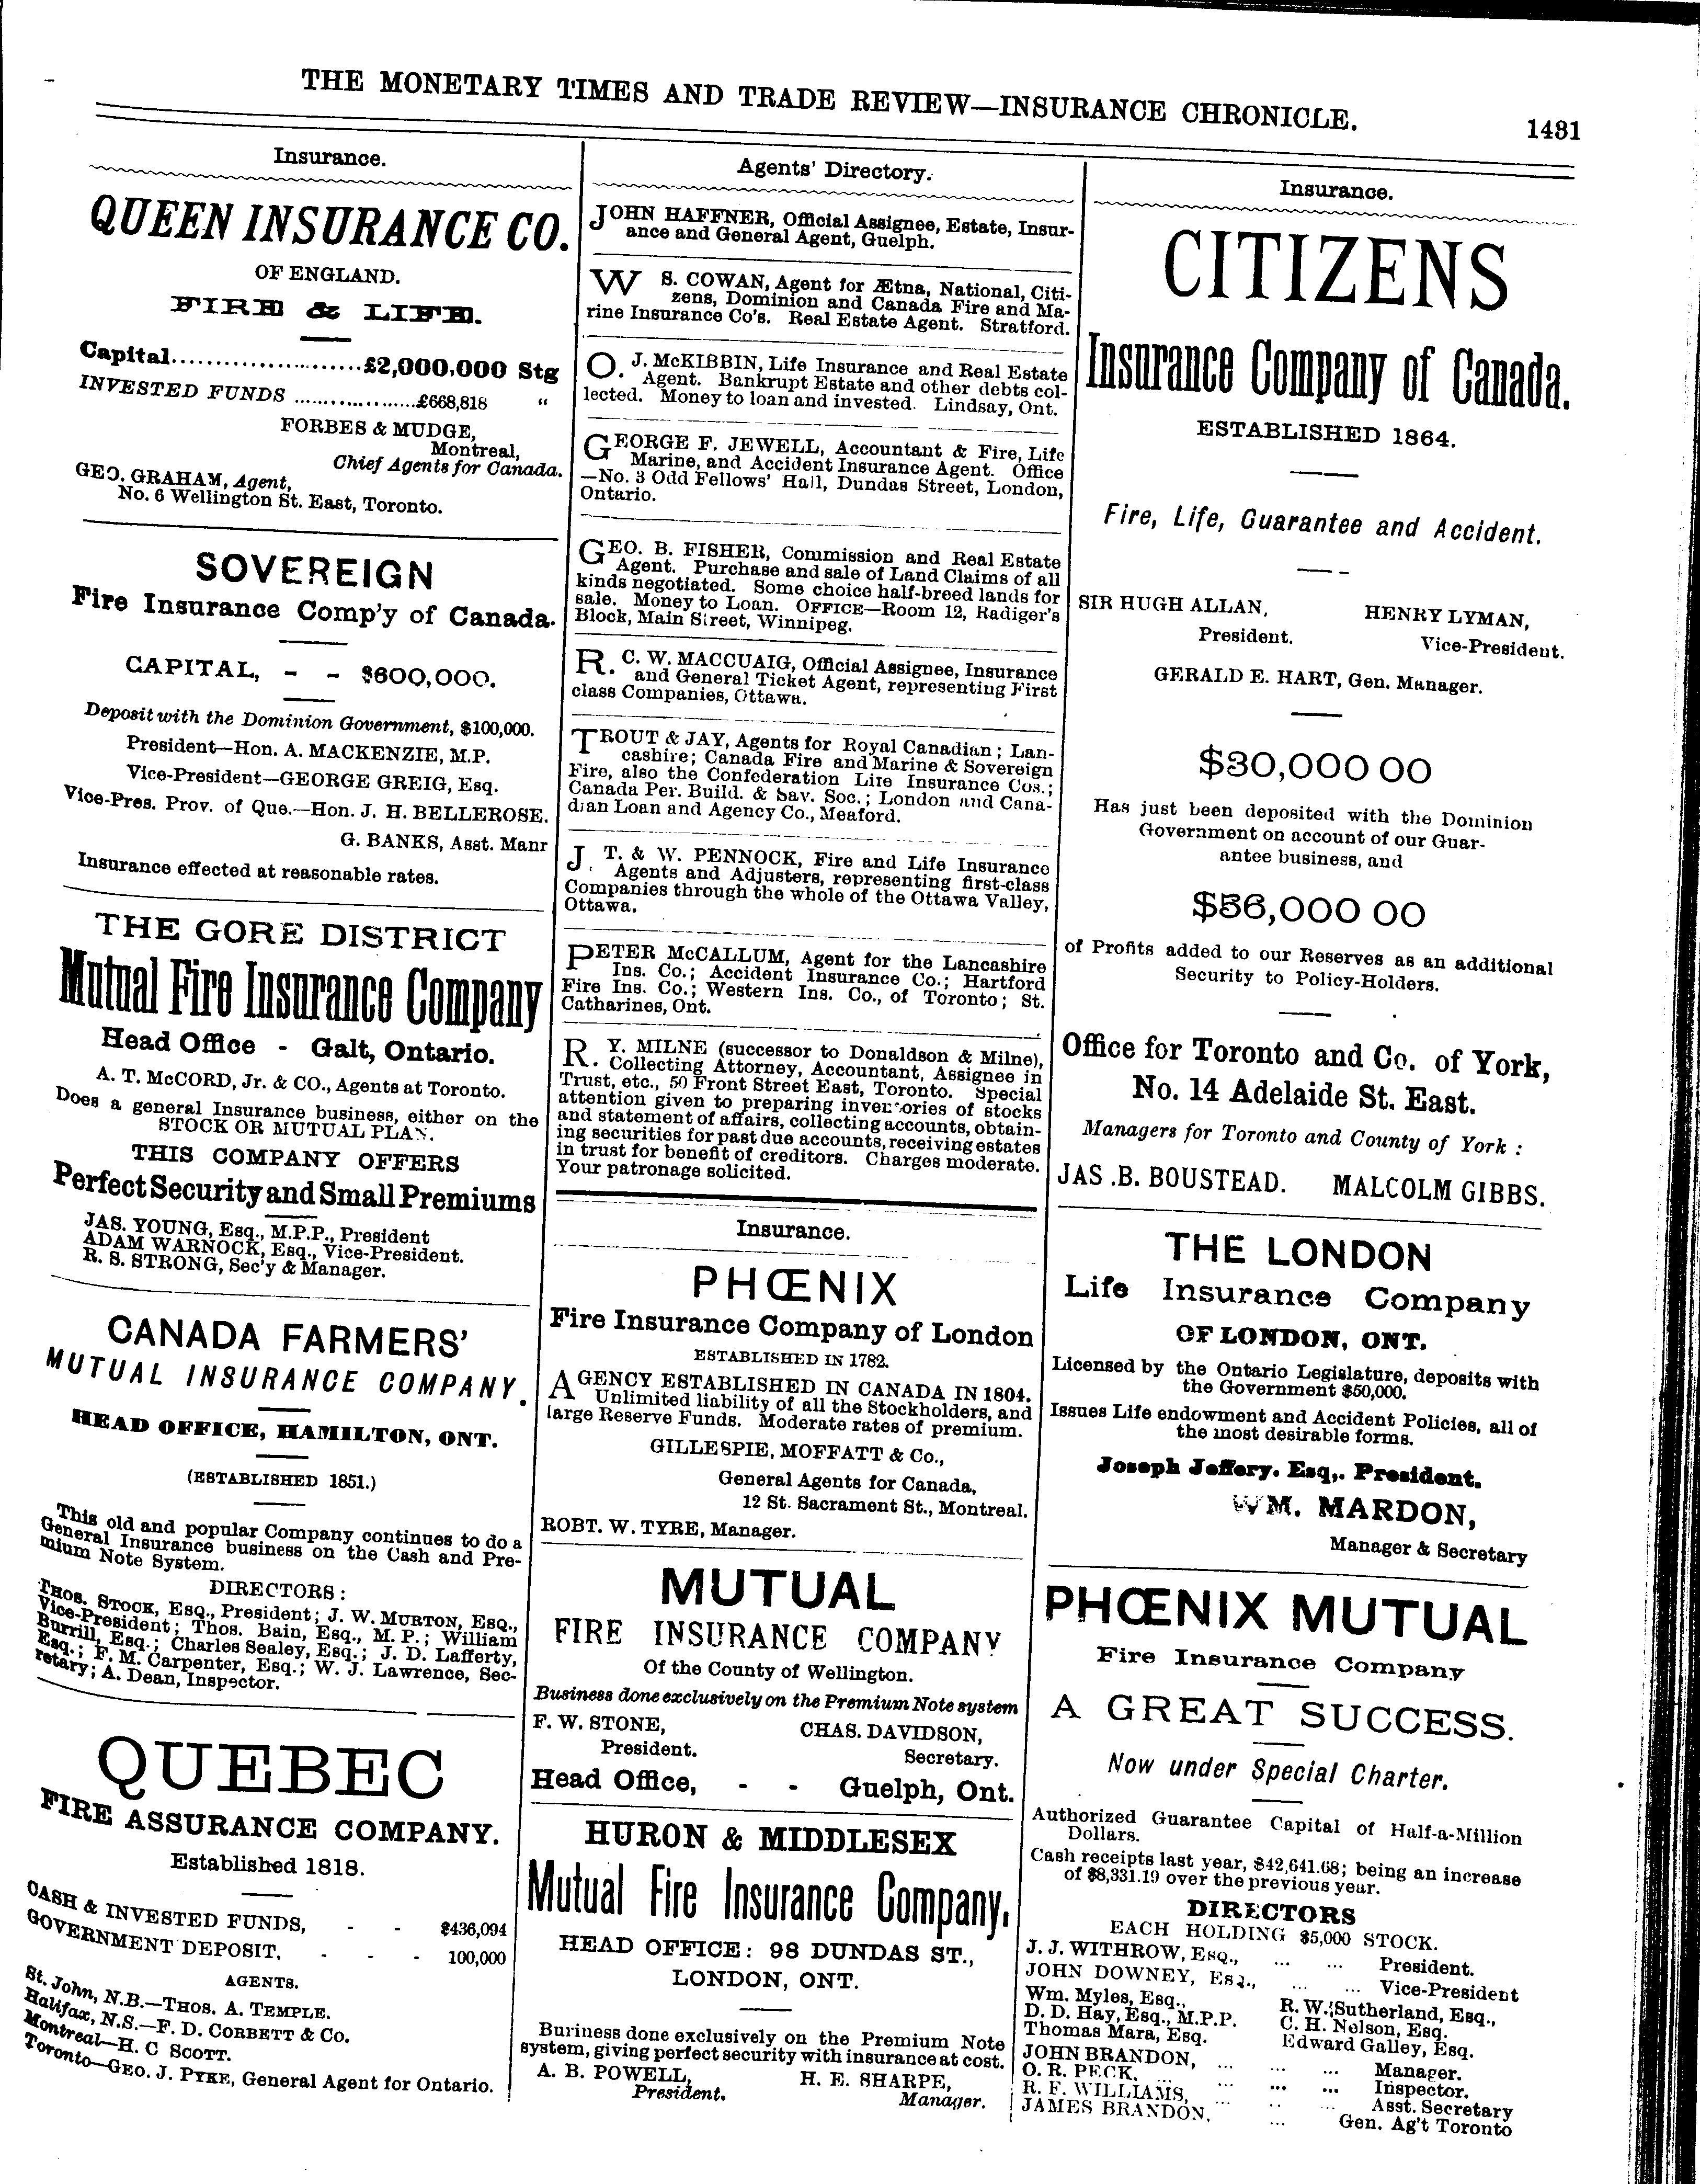 THE MONETARY TIMES AND TRADE REVIEW—INSURANCE CHRONICLE.
1481
Insurance.
QUEEN INSURANCE CO.
OF ENGLAND.
FIRE & LIFE.
Capital.......................£2,000,000 Stg
INVESTED FUNDS ...................£668,818 "
FORBES & MUDGE,
Montreal,
Chief Agents for Canada.
GEO. GRAHAM, Agent,
No. 6 Wellington St. East, Toronto.
SOVEREIGN
Fire Insurance Comp'y of Canada.
CAPITAL, - - $600,000.
Deposit with the Dominion Government, $100,000.
President—Hon. A. MACKENZIE, M.P.
Vice-President—GEORGE GREIG, Esq.
Vice-Pres. Prov. of Que.—Hon. J. H. BELLEROSE.
G. BANKS, Asst. Manr
Insurance effected at reasonable rates.
THE GORE DISTRICT
Mutual Fire Insurance Company
Head Office - Galt, Ontario.
A. T. McCORD, Jr. & CO., Agents at Toronto.
Does a general Insurance business, either on the
STOCK OR MUTUAL PLAN.
THIS COMPANY OFFERS
Perfect Security and Small Premiums
JAS. YOUNG, Esq., M.P.P., President
ADAM WARNOCK, Esq., Vice-President.
R. S. STRONG, Sec'y & Manager.
CANADA FARMERS'
MUTUAL INSURANCE COMPANY.
HEAD OFFICE, HAMILTON, ONT.
(ESTABLISHED 1851.)
This old and popular Company continues to do a
General Insurance business on the Cash and Pre-
mium Note System.
DIRECTORS :
THOS. STOCK, ESQ., President; J. W. MURTON, ESQ.,
Vice-President; Thos. Bain, Esq., M. P.; William
Burrill, Esq.; Charles Sealey, Esq.; J. D. Lafferty,
Esq.; F. M. Carpenter, Esq.; W. J. Lawrence, Sec-
retary; A. Dean, Inspector.
QUEBEC
FIRE ASSURANCE COMPANY.
Established 1818.
CASH & INVESTED FUNDS, - - $436,094
GOVERNMENT DEPOSIT, - - - 100,000
AGENTS.
St. John, N.B.—THOS. A. TEMPLE.
Halifax, N.S.—F. D. CORBETT & Co.
Montreal—H. C SCOTT.
Toronto—GEO. J. PYKE, General Agent for Ontario.
Agents' Directory.
JOHN HAFFNER, Official Assignee, Estate, Insur-
ance and General Agent, Guelph.
W S. COWAN, Agent for Ætna, National, Citi-
zens, Dominion and Canada Fire and Ma-
rine Insurance Co's. Real Estate Agent. Stratford.
O. J. McKIBBIN, Life Insurance and Real Estate
Agent. Bankrupt Estate and other debts col-
lected. Money to loan and invested. Lindsay, Ont.
GEORGE F. JEWELL, Accountant & Fire, Life
Marine, and Accident Insurance Agent. Office
—No. 3 Odd Fellows' Hall, Dundas Street, London,
Ontario.
GEO. B. FISHER, Commission and Real Estate
Agent. Purchase and sale of Land Claims of all
kinds negotiated. Some choice half-breed lands for
sale. Money to Loan. OFFICE—Room 12, Radiger's
Block, Main Street, Winnipeg.
R. C. W. MACCUAIG, Official Assignee, Insurance
and General Ticket Agent, representing First
class Companies, Ottawa.
TROUT & JAY, Agents for Royal Canadian ; Lan-
cashire; Canada Fire and Marine & Sovereign
Fire, also the Confederation Life Insurance Cos.;
Canada Per. Build. & Sav. Soc.; London and Cana-
dian Loan and Agency Co., Meaford.
J. T. & W. PENNOCK, Fire and Life Insurance
Agents and Adjusters, representing first-class
Companies through the whole of the Ottawa Valley,
Ottawa.
PETER McCALLUM, Agent for the Lancashire
Ins. Co.; Accident Insurance Co.; Hartford
Fire Ins. Co.; Western Ins. Co., of Toronto; St.
Catharines, Ont.
R. Y. MILNE (successor to Donaldson & Milne),
Collecting Attorney, Accountant, Assignee in
Trust, etc., 50 Front Street East, Toronto. Special
attention given to preparing inventories of stocks
and statement of affairs, collecting accounts, obtain-
ing securities for past due accounts, receiving estates
in trust for benefit of creditors. Charges moderate.
Your patronage solicited.
Insurance.
PHŒNIX
Fire Insurance Company of London
ESTABLISHED IN 1782.
AGENCY ESTABLISHED IN CANADA IN 1804.
Unlimited liability of all the Stockholders, and
large Reserve Funds. Moderate rates of premium.
GILLESPIE, MOFFATT & Co.,
General Agents for Canada,
12 St. Sacrament St., Montreal.
ROBT. W. TYRE, Manager.
MUTUAL
FIRE INSURANCE COMPANY
Of the County of Wellington.
Business done exclusively on the Premium Note system
F. W. STONE, CHAS. DAVIDSON,
President. Secretary.
Head Office, - - Guelph, Ont.
HURON & MIDDLESEX
Mutual Fire Insurance Company.
HEAD OFFICE: 98 DUNDAS ST.,
LONDON, ONT.
Buriness done exclusively on the Premium Note
system, giving perfect security with insurance at cost.
A. B. POWELL, H. E. SHARPE,
President. Manager.
Insurance.
CITIZENS
Insurance Company of Canada.
ESTABLISHED 1864.
Fire, Life, Guarantee and Accident.
SIR HUGH ALLAN, HENRY LYMAN,
President. Vice-President.
GERALD E. HART, Gen. Manager.
$30,000 00
Has just been deposited with the Dominion
Government on account of our Guar-
antee business, and
$56,000 00
of Profits added to our Reserves as an additional
Security to Policy-Holders.
Office for Toronto and Co. of York,
No. 14 Adelaide St. East.
Managers for Toronto and County of York :
JAS .B. BOUSTEAD. MALCOLM GIBBS.
THE LONDON
Life Insurance Company
OF LONDON, ONT.
Licensed by the Ontario Legislature, deposits with
the Government $50,000.
Issues Life endowment and Accident Policies, all of
the most desirable forms.
Joseph Jeffery. Esq,. President.
WM. MARDON,
Manager & Secretary
PHŒNIX MUTUAL
Fire Insurance Company
A GREAT SUCCESS.
Now under Special Charter.
Authorized Guarantee Capital of Half-a-Million
Dollars.
Cash receipts last year, $42,641.68; being an increase
of $8,331.19 over the previous year.
DIRECTORS
EACH HOLDING $5,000 STOCK.
J. J. WITHROW, ESQ., ... ... President.
JOHN DOWNEY, ESQ., ... ... Vice-President
Wm. Myles, Esq., R. W. Sutherland, Esq.,
D. D. Hay, Esq., M.P.P. C. H. Nelson, Esq.
Thomas Mara, Esq. Edward Galley, Esq.
JOHN BRANDON, ... ... ... Manager.
O. R. PECK, ... ... ... Inspector.
R. F. WILLIAMS, ... ... ... Asst. Secretary
JAMES BRANDON, ... Gen. Ag't Toronto